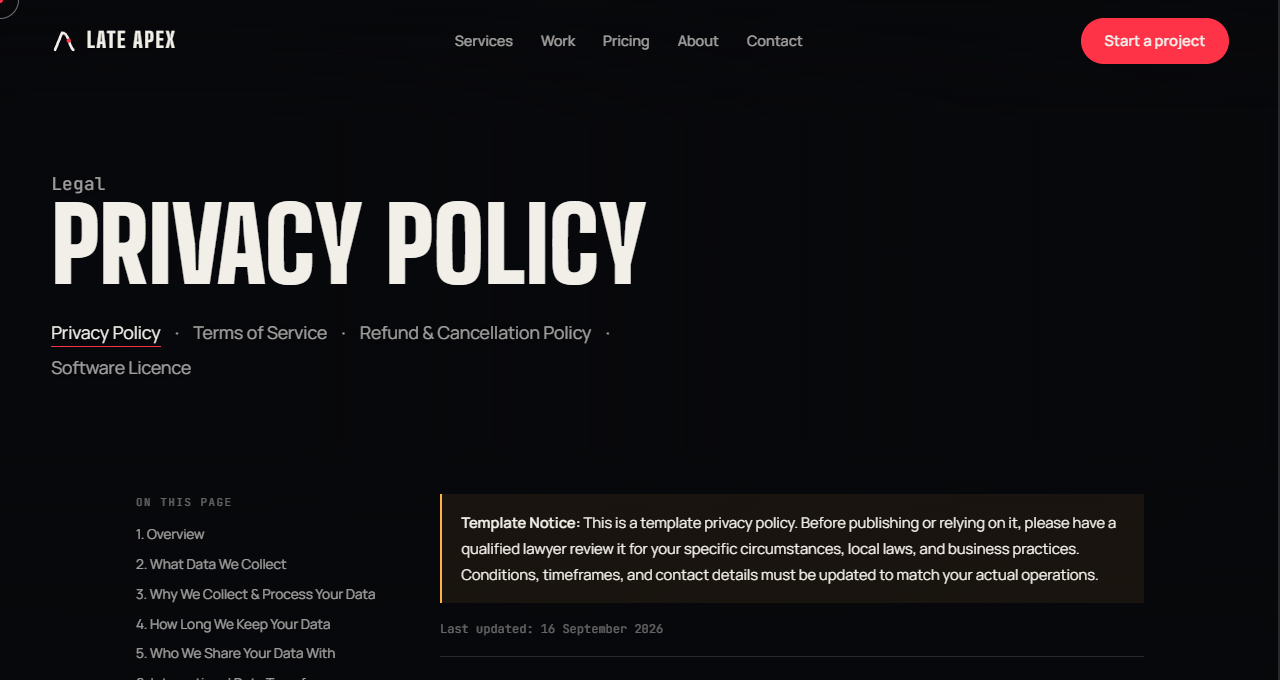 LATE APEX
Services Work Pricing About Contact
Start a project
Legal
PRIVACY POLICY
Privacy Policy · Terms of Service · Refund & Cancellation Policy ·
Software Licence
ON THIS PAGE
1. Overview
2. What Data We Collect
3. Why We Collect & Process Your Data
4. How Long We Keep Your Data
5. Who We Share Your Data With
Template Notice: This is a template privacy policy. Before publishing or relying on it, please have a
qualified lawyer review it for your specific circumstances, local laws, and business practices.
Conditions, timeframes, and contact details must be updated to match your actual operations.
Last updated: 16 September 2026